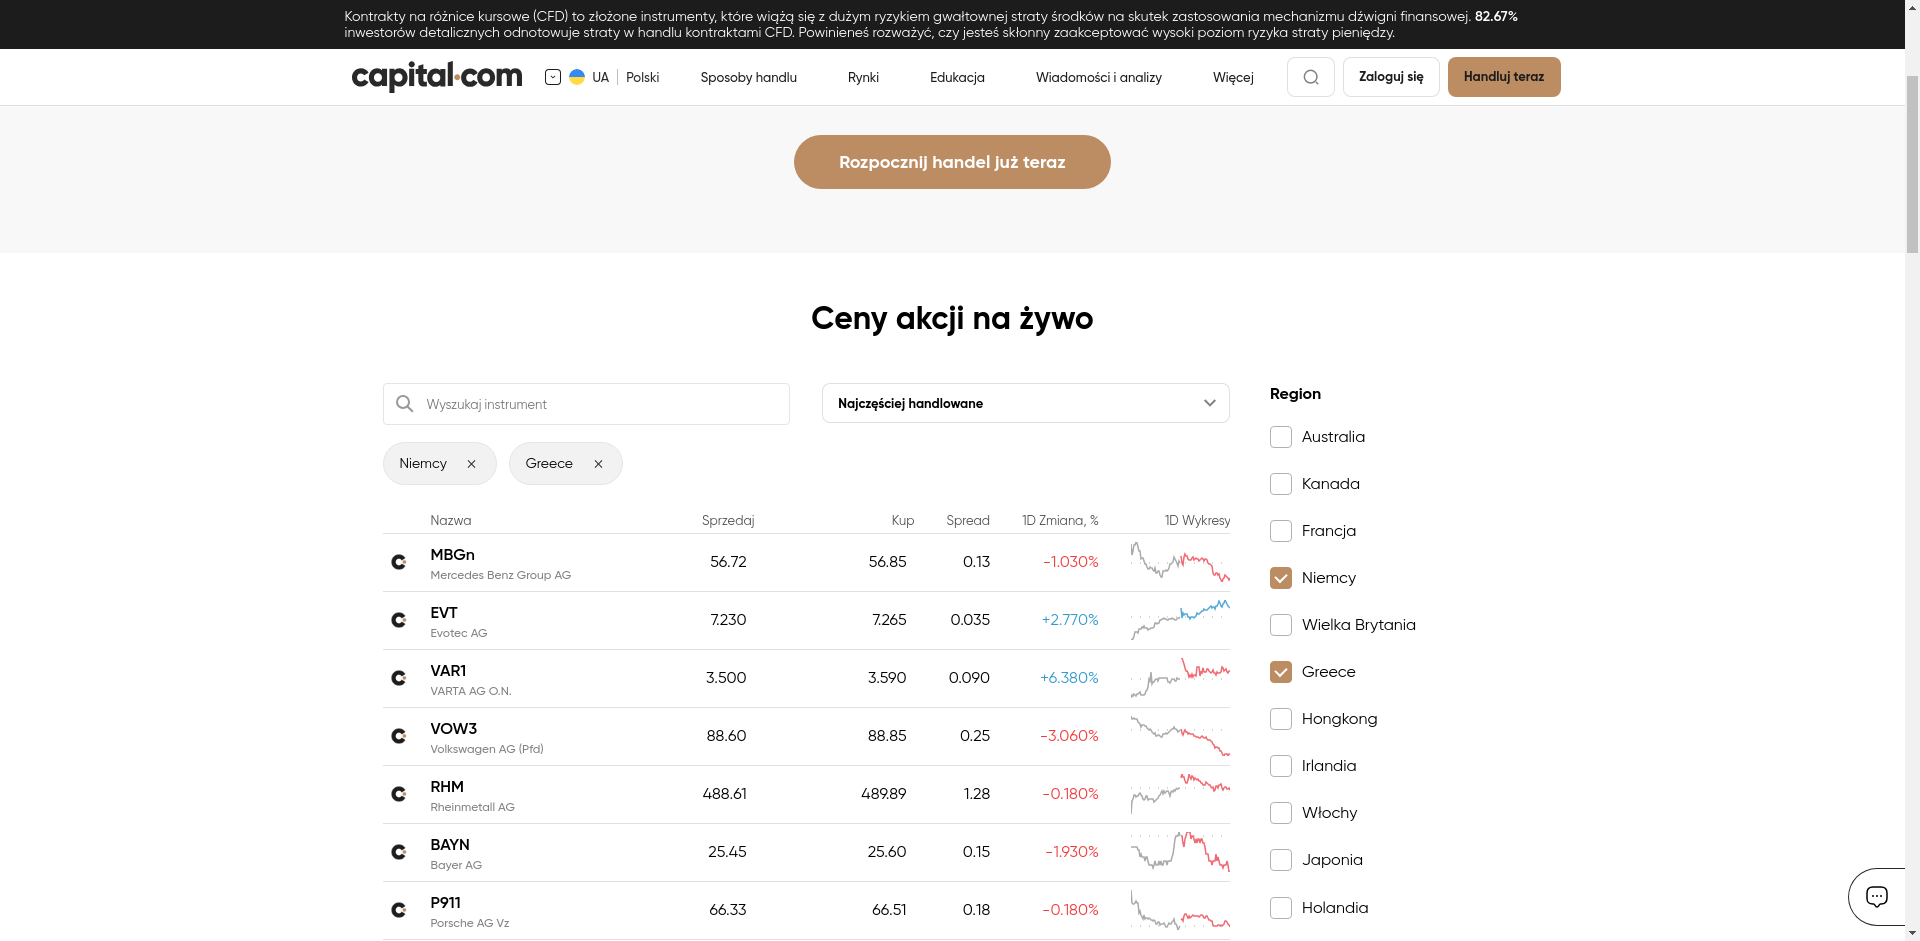 Kontrakty na różnice kursowe (CFD) to złożone instrumenty, które wiążą się z dużym ryzykiem gwałtownej straty środków na skutek zastosowania mechanizmu dźwigni finansowej. 82.67%
inwestorów detalicznych odnotowuje straty w handlu kontraktami CFD. Powinieneś rozważyć, czy jesteś skłonny zaakceptować wysoki poziom ryzyka straty pieniędzy.
capital.com UA Polski Sposoby handlu Rynki Edukacja Wiadomości i analizy Więcej Zaloguj się Handluj teraz
Rozpocznij handel już teraz
Ceny akcji na żywo
Wyszukaj instrument
Najczęściej handlowane
Niemcy Greece
Nazwa Sprzedaj Kup Spread 1D Zmiana, % 1D Wykresy
MBGn 56.72 56.85 0.13 -1.030%
Mercedes Benz Group AG
EVT 7.230 7.265 0.035 +2.770%
Evotec AG
VAR1 3.500 3.590 0.090 +6.380%
VARTA AG O.N.
VOW3 88.60 88.85 0.25 -3.060%
Volkswagen AG (Pfd)
RHM 488.61 489.89 1.28 -0.180%
Rheinmetall AG
BAYN 25.45 25.60 0.15 -1.930%
Bayer AG
P911 66.33 66.51 0.18 -0.180%
Porsche AG Vz
Region
Australia
Kanada
Francja
Niemcy
Wielka Brytania
Greece
Hongkong
Irlandia
Włochy
Japonia
Holandia